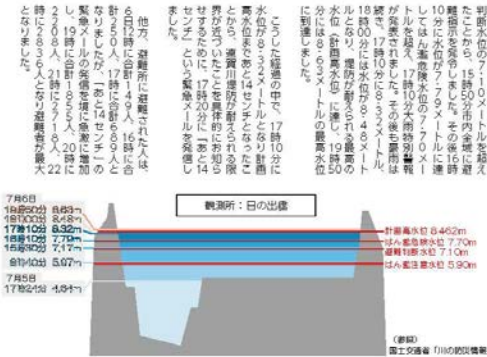 判断水位の7・10メートルを超え
たことから、15時05分市内全域に避
難指示を発令しました。その後16時
10分に水位が7・79メートルに達
してはん濫危険水位の7・70メー
トルを超え、17時10分大雨特別警報
が発表されました。その後も豪雨は
続き、17時10分に8・32メートル、
18時00分には水位が8・48メート
ルとなり、堤防が耐えられる最高の
水位（計画高水位）に達し、19時50
分には8・63メートルの最高水位
に到達しました。
こうした経過の中で、17時10分に
水位が8・32メートルとなり計画
高水位まであと14センチとなったこ
とから、遠賀川堤防が耐えられる限
界が近づいたことを具体的にお知ら
せするために、17時20分に「あと14
センチ」という緊急メールを発信し
ました。
他方、避難所に避難された人は、
6日12時に合計149人、16時に合
計250人、17時に合計689人と
なりましたが、「あと14センチ」の
緊急メールの発信を境に急激に増加
し、19時に合計1855人、20時に
2208人、21時に2718人、22
時に2836人となり避難者が最大
となりました。
観測所：日の出橋
7月6日
19時50分 8.63m
18時00分 8.48m
17時10分 8.32m
16時10分 7.79m
15時30分 7.17m
8時40分 5.97m
7月5日
17時24分 4.84m
計画高水位 8.462m
はん濫危険水位 7.70m
避難判断水位 7.10m
はん濫注意水位 5.90m
（参照）
国土交通省「川の防災情報